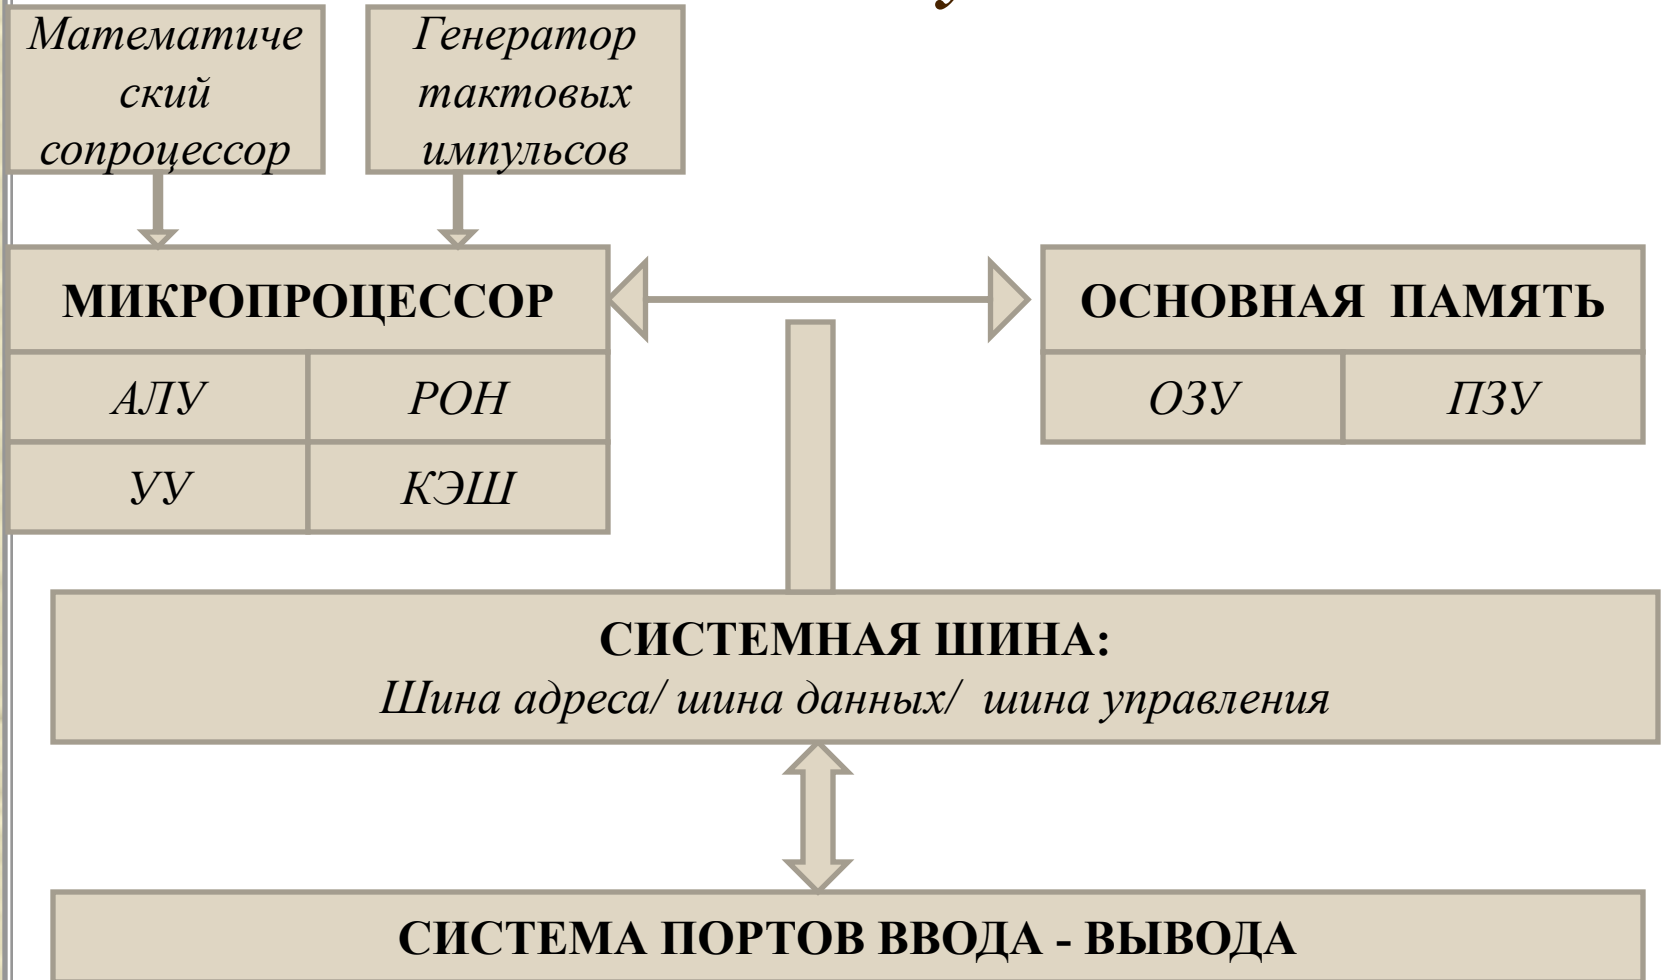 Математиче
ский
сопроцессор
Генератор
тактовых
импульсов
МИКРОПРОЦЕССОР
ОСНОВНАЯ ПАМЯТЬ
АЛУ
РОН
ОЗУ
ПЗУ
УУ
КЭШ
СИСТЕМНАЯ ШИНА:
Шина адреса/ шина данных/ шина управления
СИСТЕМА ПОРТОВ ВВОДА - ВЫВОДА